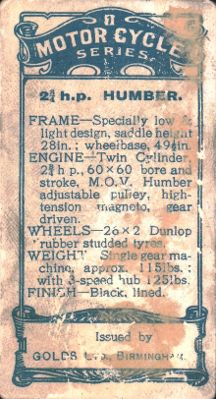 1
MOTOR CYCLE
SERIES.
2¾ h.p. HUMBER.
FRAME—Specially low &
light design, saddle height
28in.; wheelbase, 49½in.
ENGINE—Twin Cylinder,
2¾ h.p., 60×60 bore and
stroke, M.O.V. Humber
adjustable pulley, high-
tension magneto, gear
driven.
WHEELS—26×2 Dunlop
rubber studded tyres.
WEIGHT Single gear ma-
chine, approx. 115lbs.;
with 3-speed hub 125lbs.
FINISH—Black, lined.
Issued by
GOLDS LTD., BIRMINGHAM.